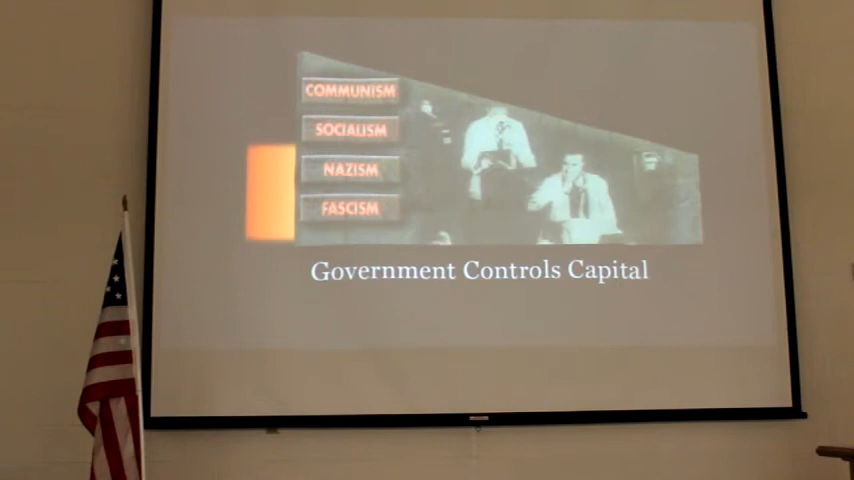 COMMUNISM
SOCIALISM
NAZISM
FASCISM
Government Controls Capital